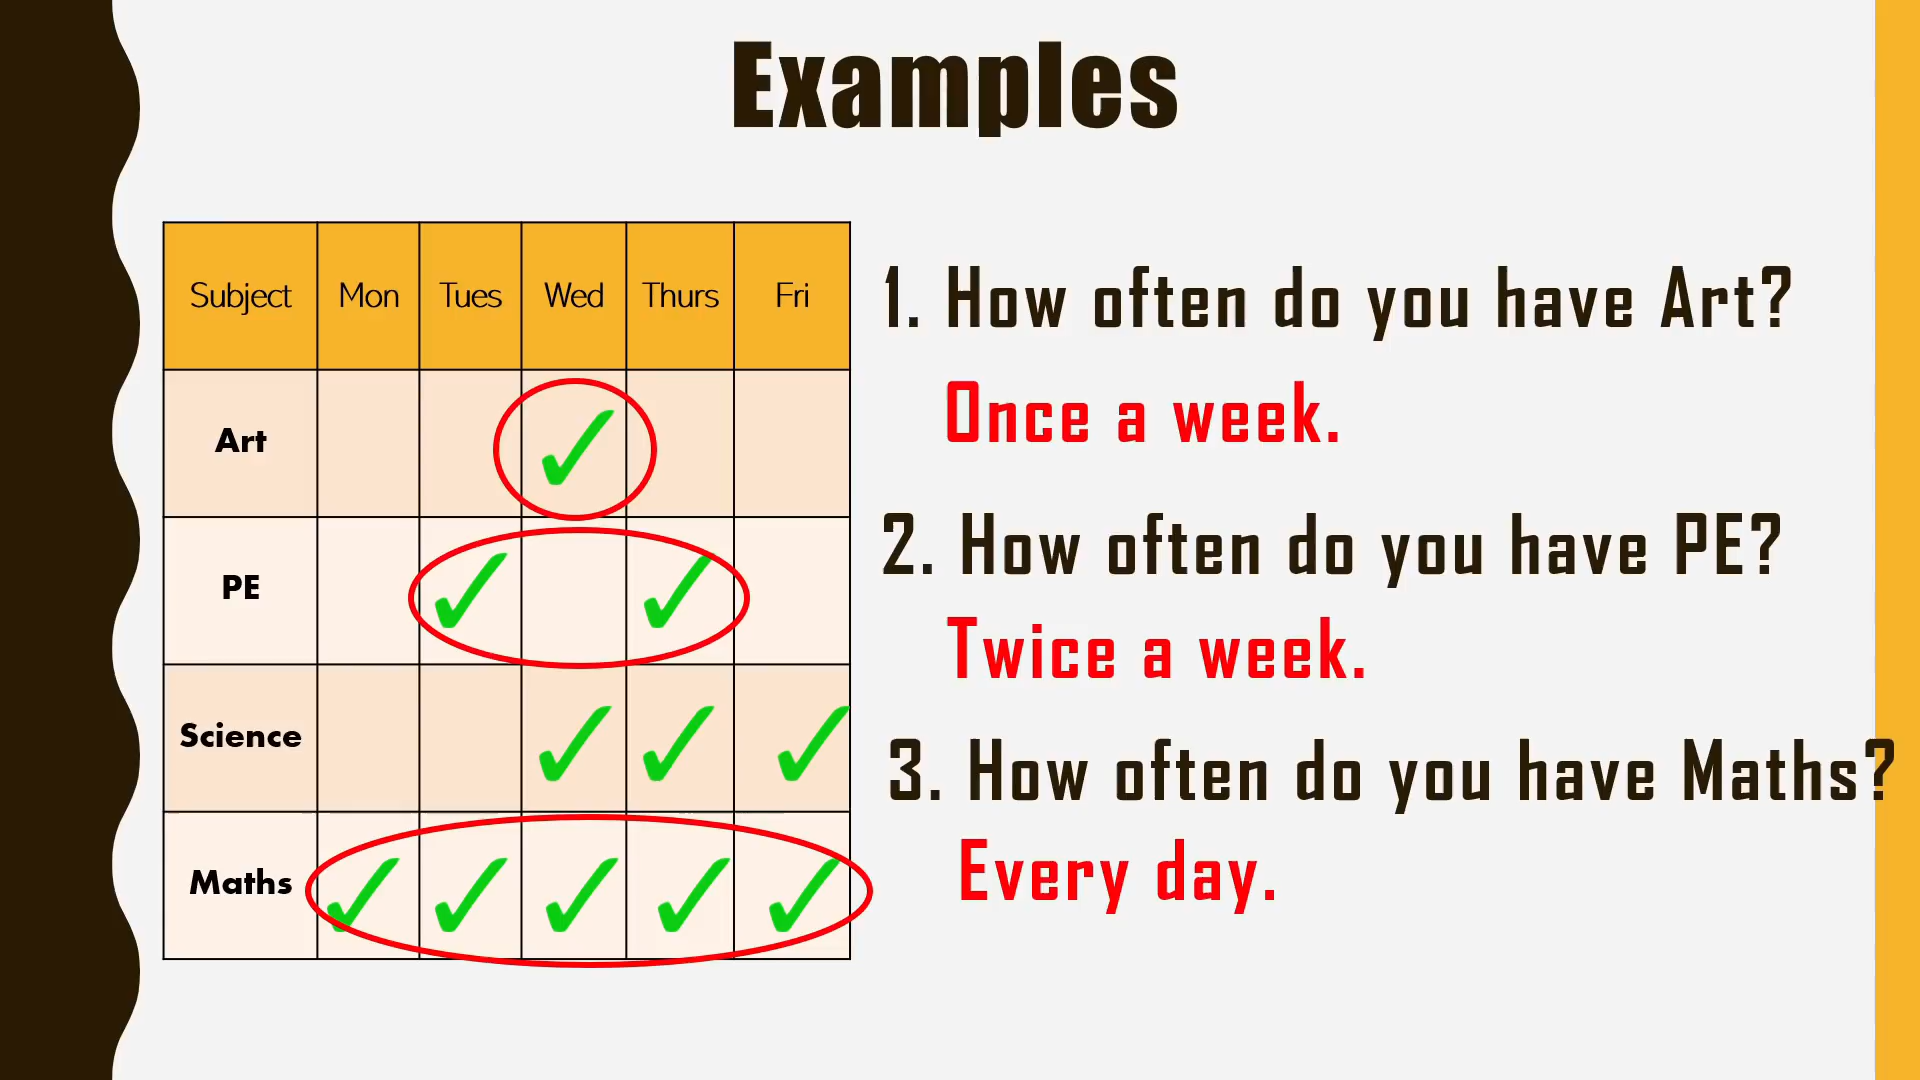 Examples
Subject Mon Tues Wed Thurs Fri
Art
PE
Science
Maths
1. How often do you have Art?
Once a week.
2. How often do you have PE?
Twice a week.
3. How often do you have Maths?
Every day.